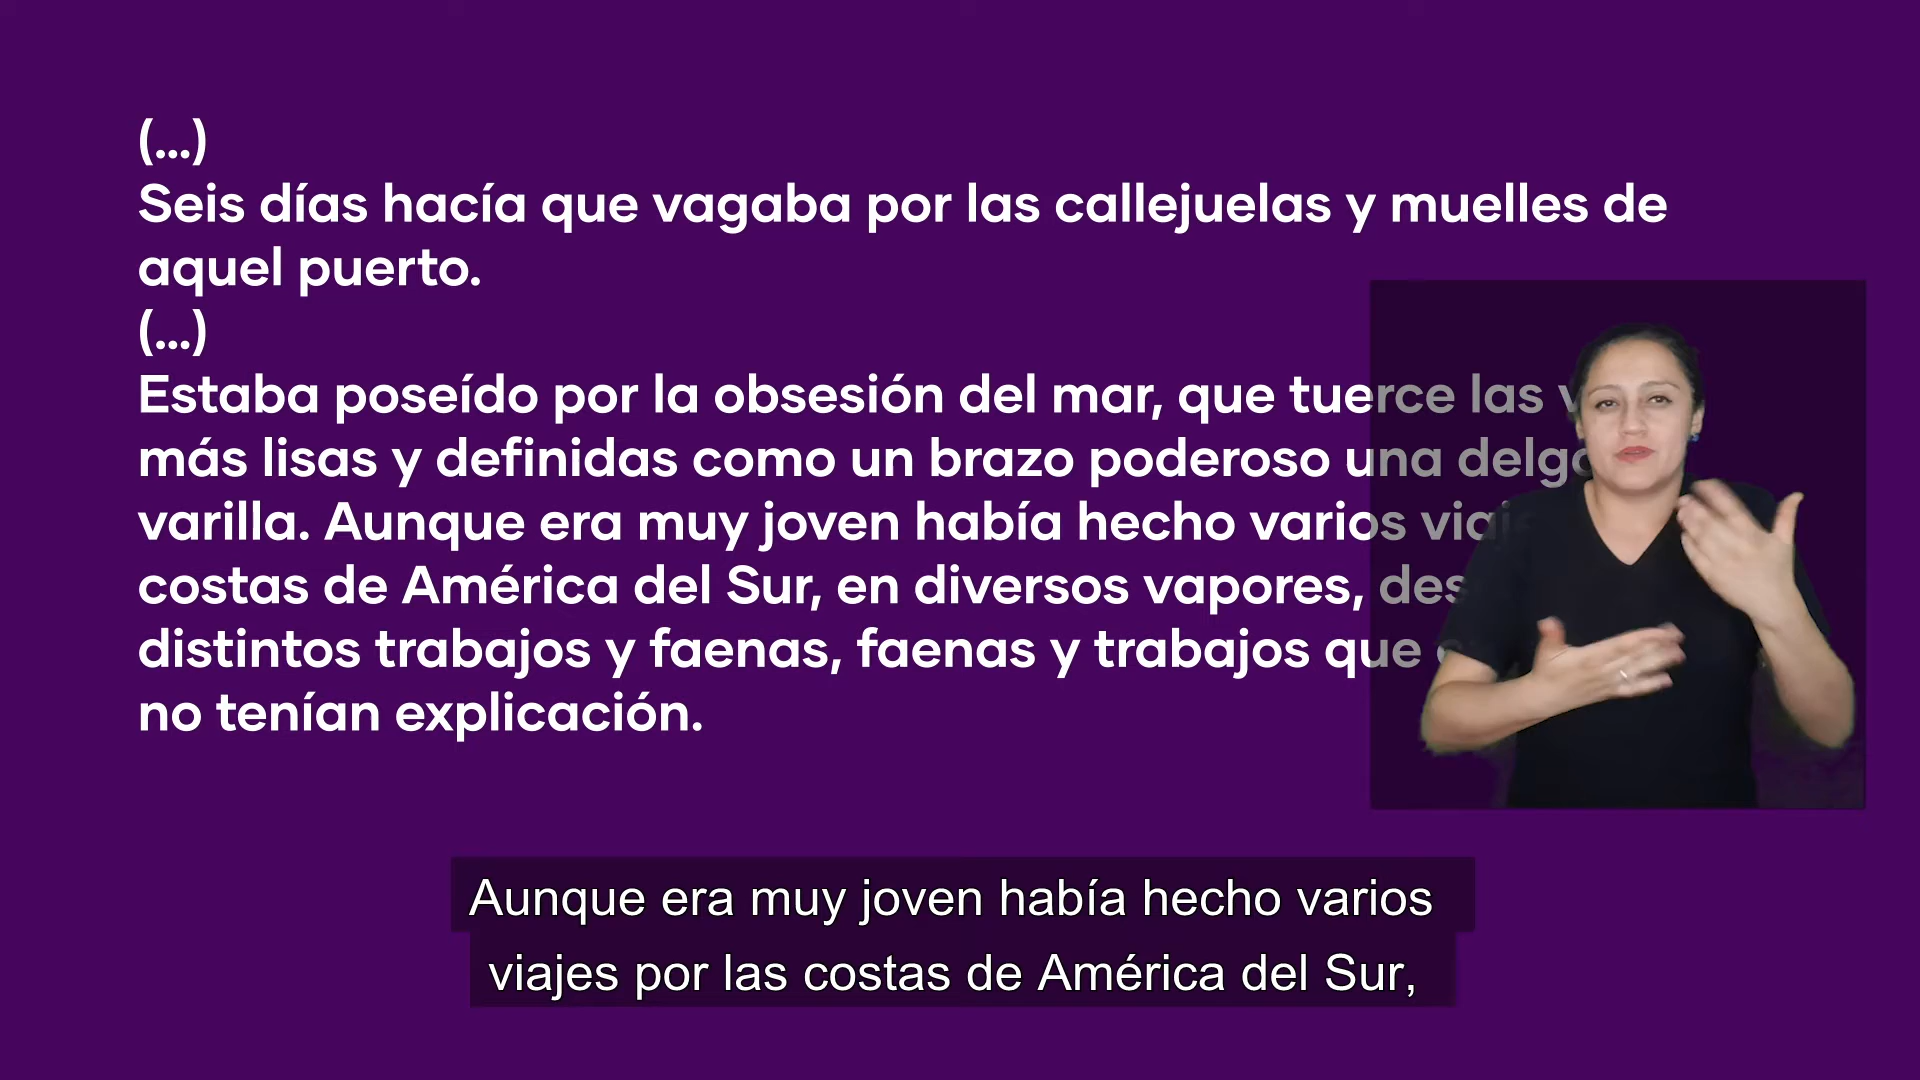 (...)
Seis días hacía que vagaba por las callejuelas y muelles de
aquel puerto.
(...)
Estaba poseído por la obsesión del mar, que tuerce las
más lisas y definidas como un brazo poderoso una
varilla. Aunque era muy joven había hecho varios
costas de América del Sur, en diversos vapores,
distintos trabajos y faenas, faenas y trabajos que
no tenían explicación.
Aunque era muy joven había hecho varios
viajes por las costas de América del Sur,